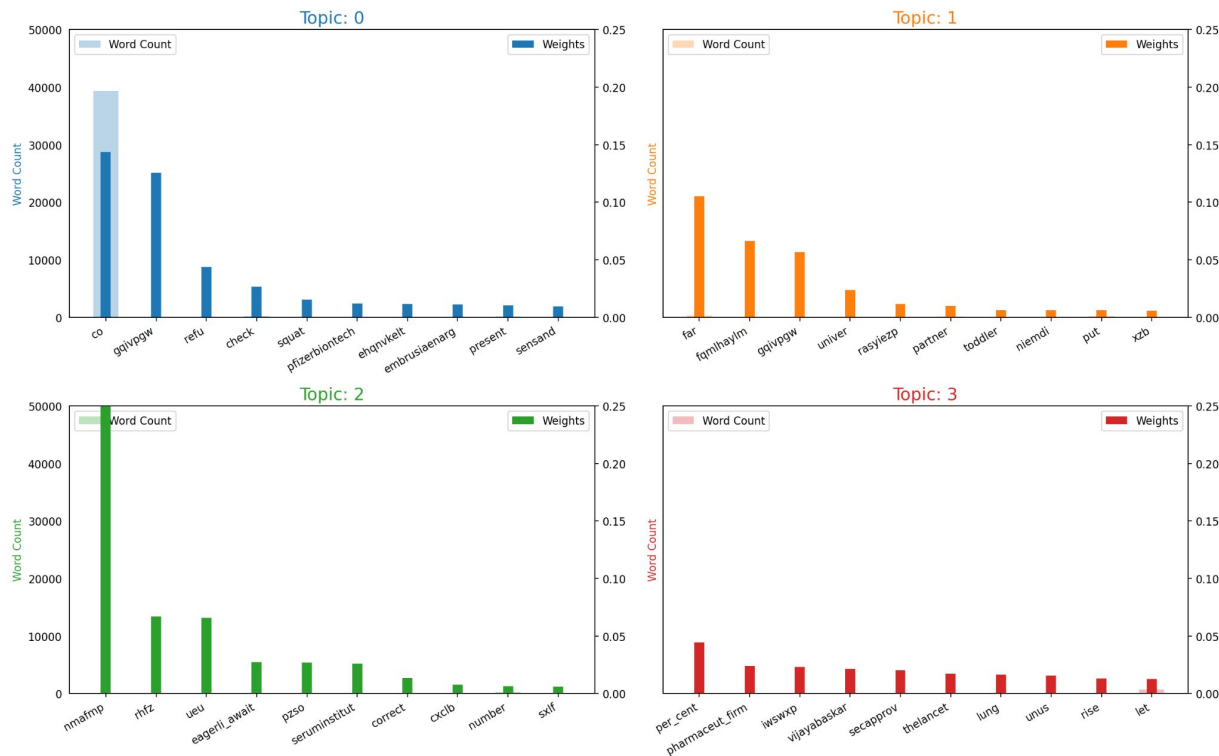 Topic: 0
50000
40000
30000
20000
10000
0
Word Count
Word Count
Weights
0.25
0.20
0.15
0.10
0.05
0.00
co
gqivpgw
refu
check
squat
pfizerbiontech
ehqnvkelt
embrusiaenarg
present
sensand
Topic: 1
Word Count
Word Count
Weights
0.25
0.20
0.15
0.10
0.05
0.00
far
fqmlhaylm
gqivpgw
univer
rasyiezp
partner
toddler
niemdi
put
xzb
Topic: 2
50000
40000
30000
20000
10000
0
Word Count
Word Count
Weights
0.25
0.20
0.15
0.10
0.05
0.00
nmafmp
rhfz
ueu
eagerli_await
pzso
seruminstitut
correct
cxclb
number
sxlf
Topic: 3
Word Count
Word Count
Weights
0.25
0.20
0.15
0.10
0.05
0.00
per_cent
pharmaceut_firm
iwswxp
vijayabaskar
secapprov
thelancet
lung
unus
rise
let